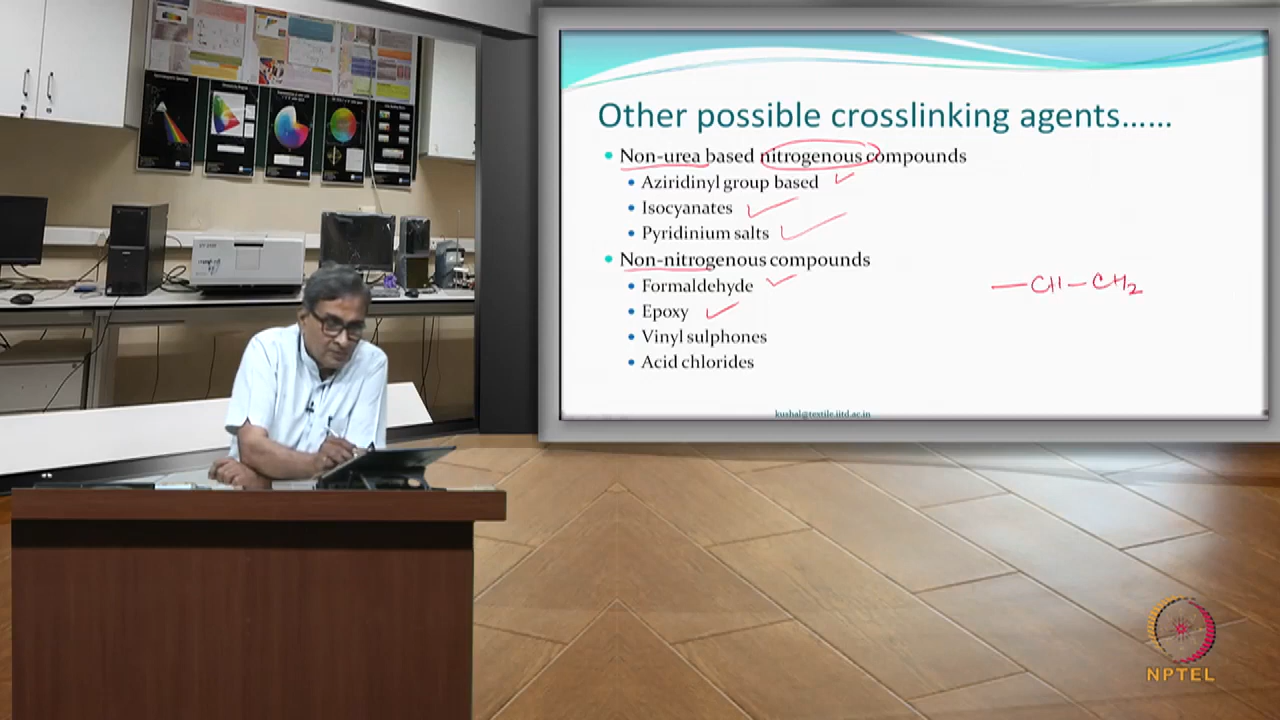 Other possible crosslinking agents......
Non-urea based nitrogenous compounds
Aziridinyl group based
Isocyanates
Pyridinium salts
Non-nitrogenous compounds
Formaldehyde
Epoxy
Vinyl sulphones
Acid chlorides
—CH—CH2
kushal@textile.iitd.ac.in
NPTEL